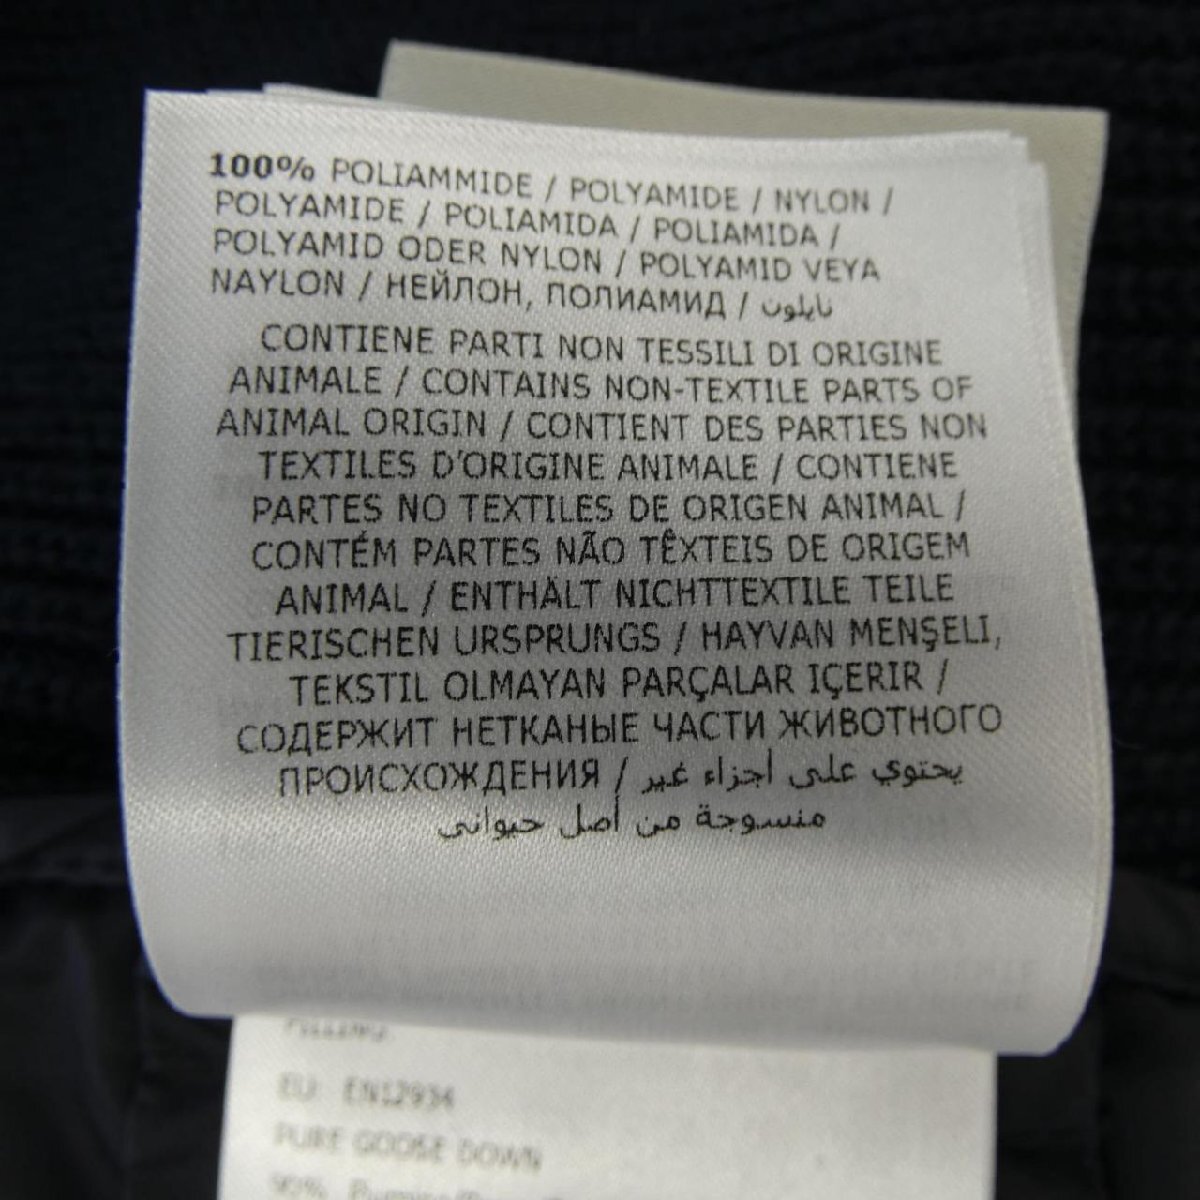 100% POLIAMMIDE / POLYAMIDE / NYLON /
POLYAMIDE / POLIAMIDA / POLIAMIDA /
POLYAMID ODER NYLON / POLYAMID VEYA
NAYLON / НЕЙЛОН, ПОЛИАМИД / نايلون
CONTIENE PARTI NON TESSILI DI ORIGINE
ANIMALE / CONTAINS NON-TEXTILE PARTS OF
ANIMAL ORIGIN / CONTIENT DES PARTIES NON
TEXTILES D'ORIGINE ANIMALE / CONTIENE
PARTES NO TEXTILES DE ORIGEN ANIMAL /
CONTÉM PARTES NÃO TÊXTEIS DE ORIGEM
ANIMAL / ENTHÄLT NICHTTEXTILE TEILE
TIERISCHEN URSPRUNGS / HAYVAN MENŞELI,
TEKSTIL OLMAYAN PARÇALAR IÇERIR /
СОДЕРЖИТ НЕТКАНЫЕ ЧАСТИ ЖИВОТНОГО
ПРОИСХОЖДЕНИЯ / يحتوي على أجزاء غير
منسوجة من أصل حيواني
EU: EN12934
PURE GOOSE DOWN
90%